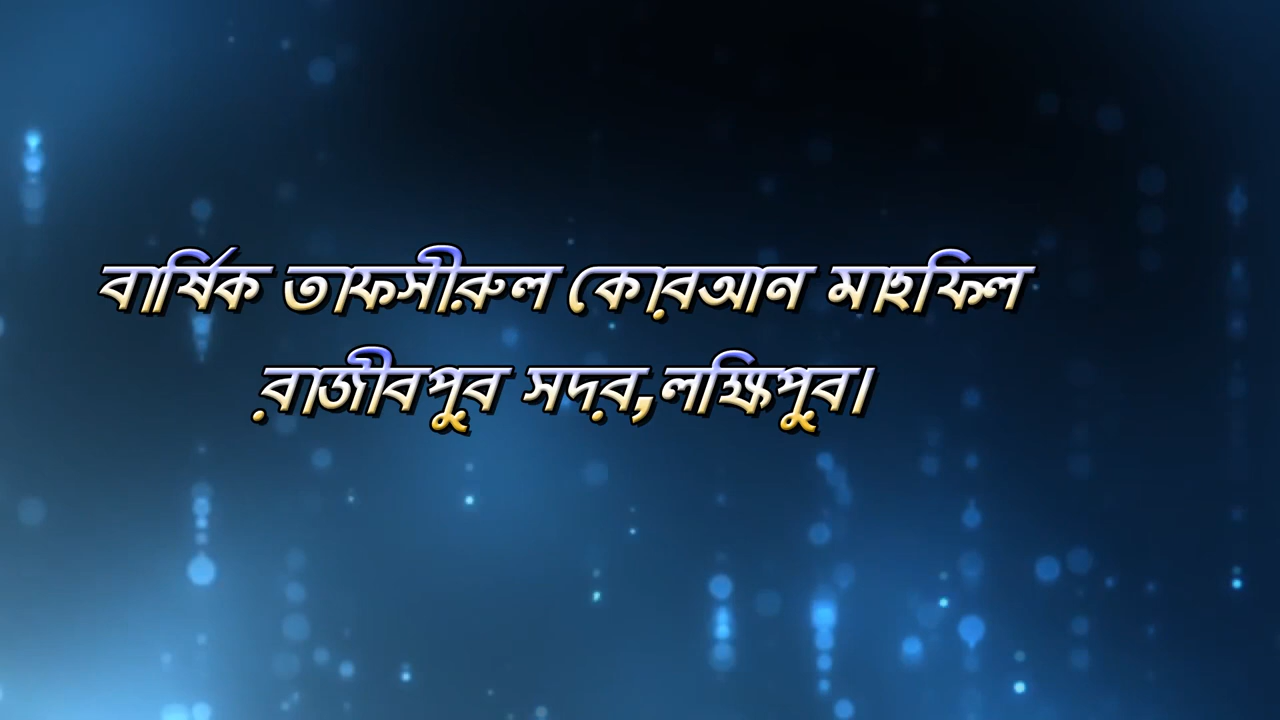 বার্ষিক তাফসীরুল কোরআন মাহফিল
রাজীবপুর সদর,লক্ষিপুর।